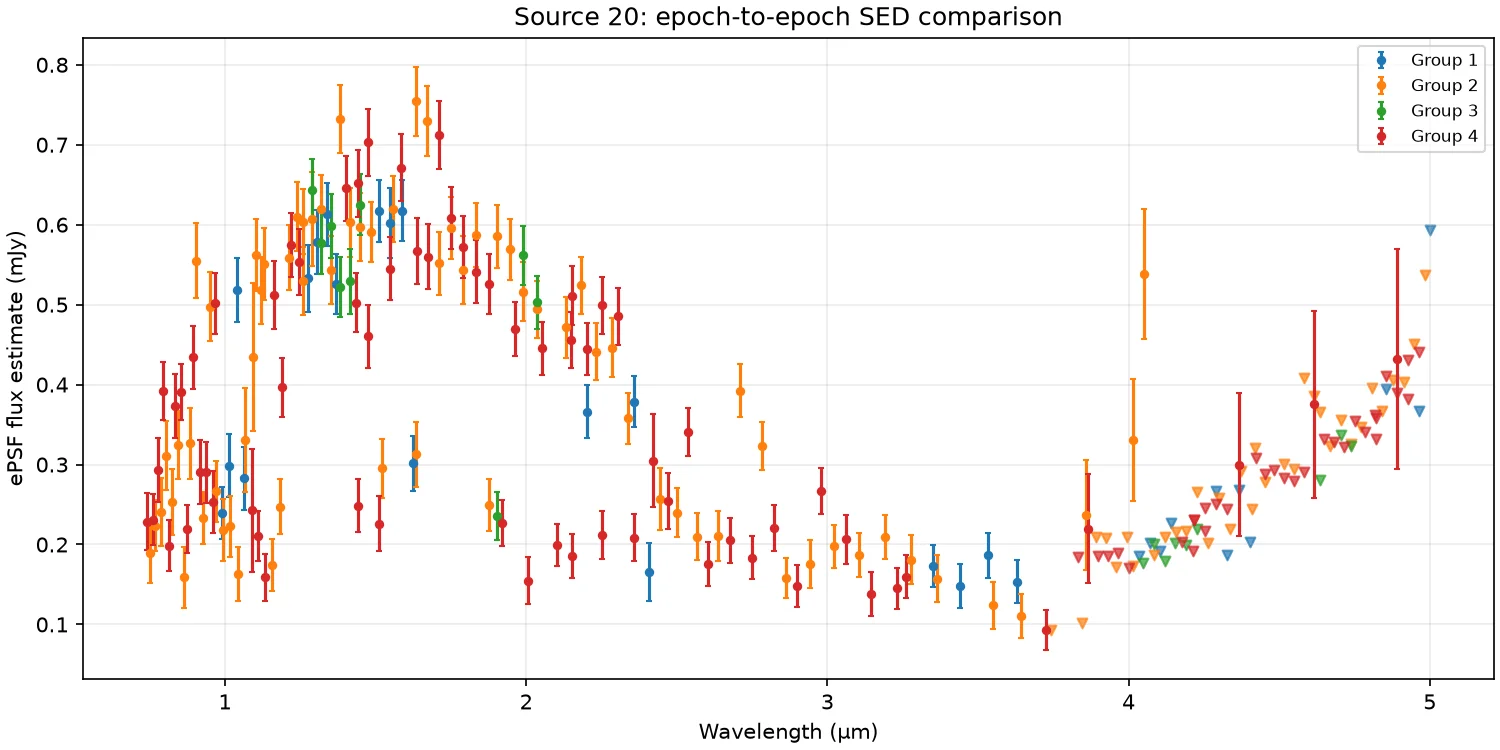 Source 20: epoch-to-epoch SED comparison
ePSF flux estimate (mJy)
0.8
0.7
0.6
0.5
0.4
0.3
0.2
0.1
Group 1
Group 2
Group 3
Group 4
1 2 3 4 5
Wavelength (μm)